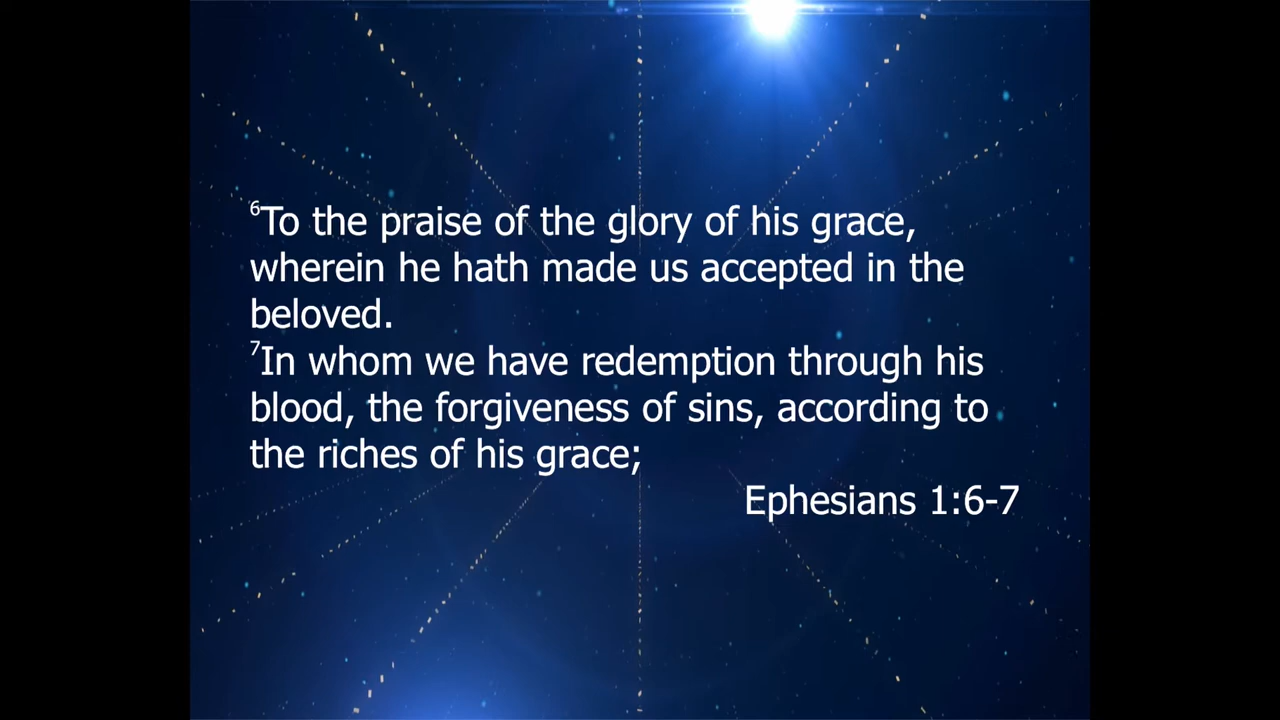 ⁶To the praise of the glory of his grace,
wherein he hath made us accepted in the
beloved.
⁷In whom we have redemption through his
blood, the forgiveness of sins, according to
the riches of his grace;
Ephesians 1:6-7